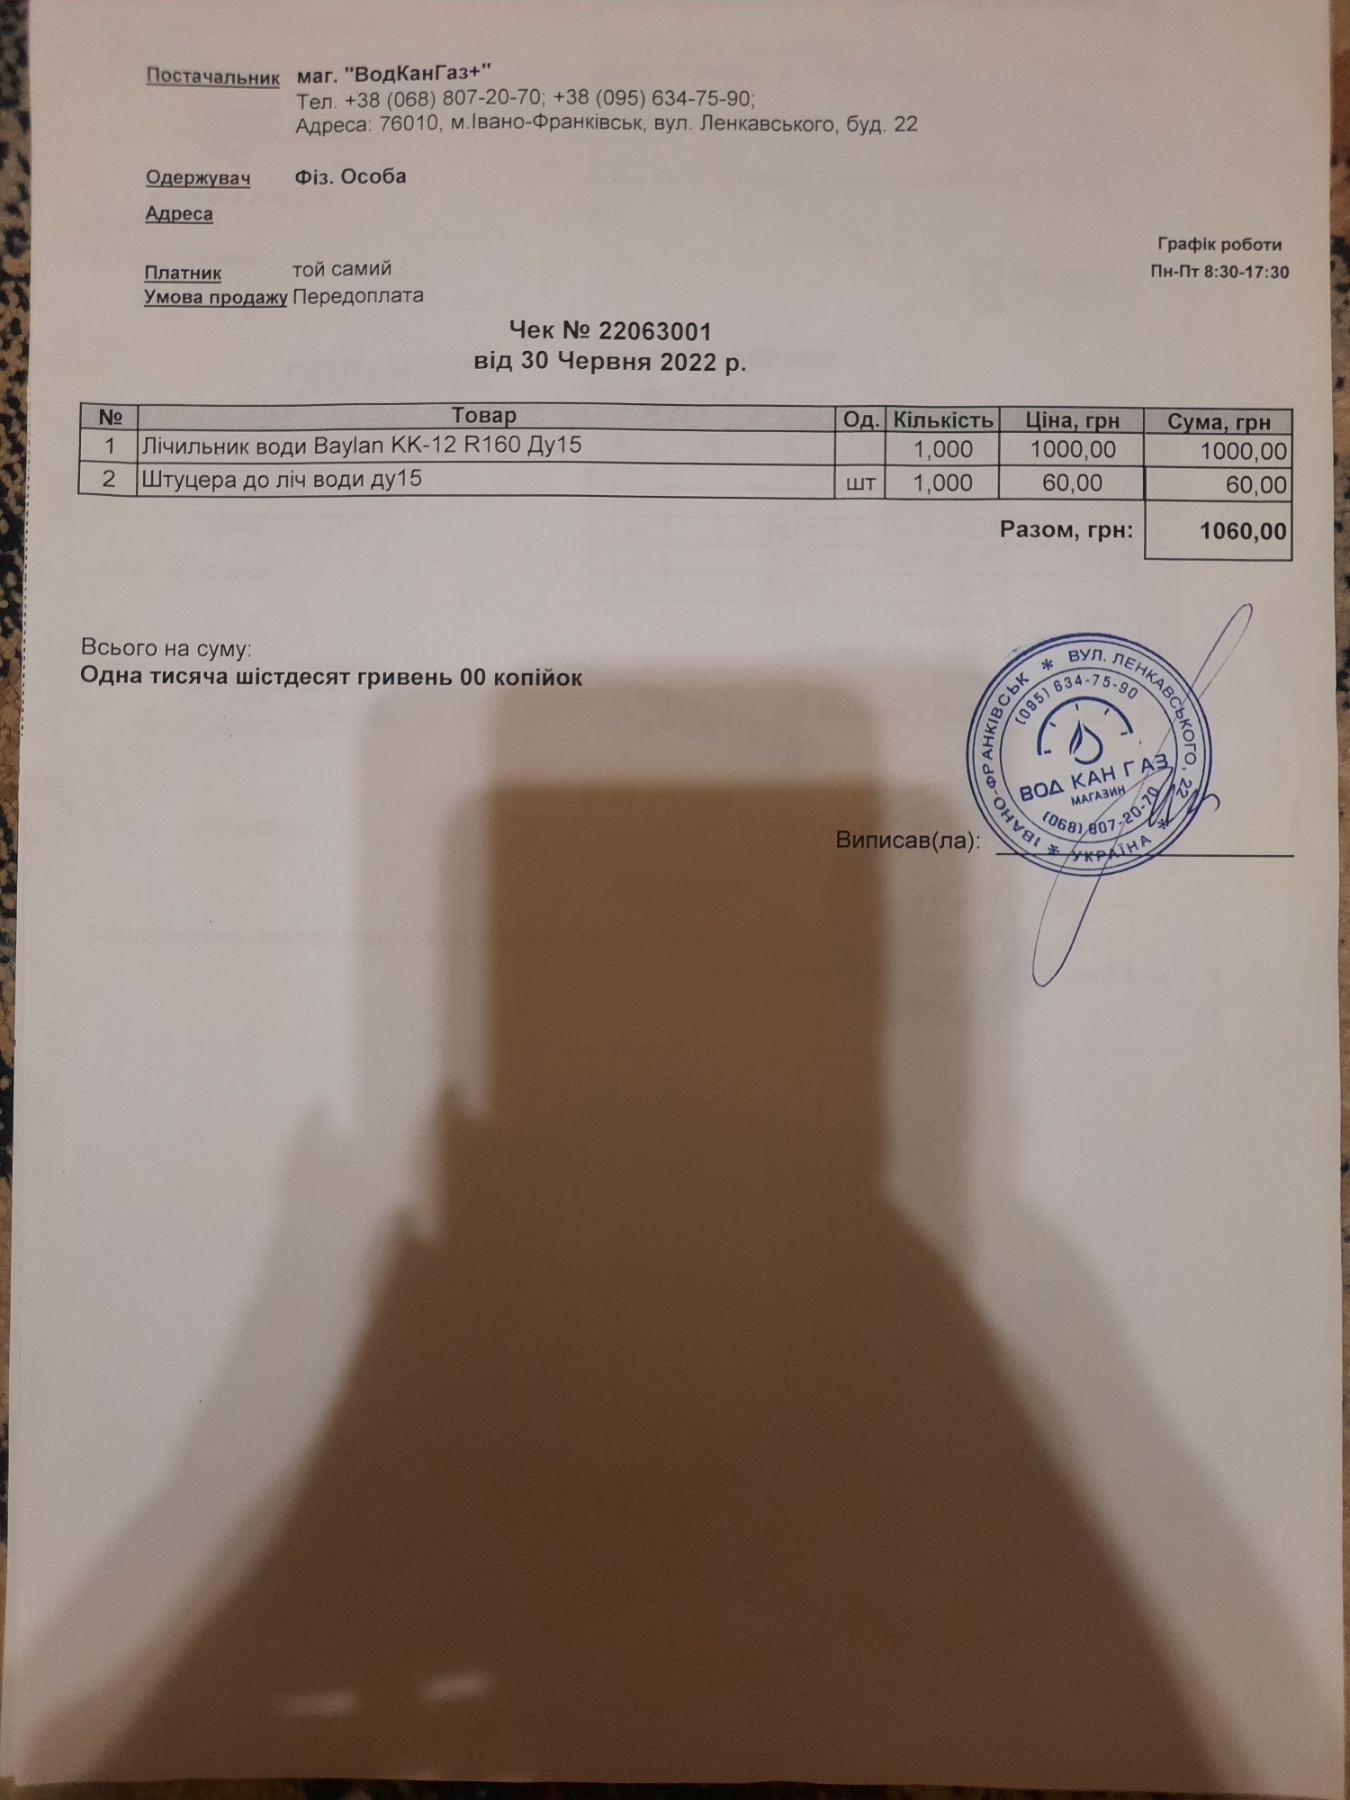 Постачальник маг. "ВодКанГаз+"
Тел. +38 (068) 807-20-70; +38 (095) 634-75-90;
Адреса: 76010, м.Івано-Франківськ, вул. Ленкавського, буд. 22
Одержувач Фіз. Особа
Адреса
Графік роботи
Пн-Пт 8:30-17:30
Платник той самий
Умова продажу Передоплата
Чек № 22063001
від 30 Червня 2022 р.
№ Товар Од. Кількість Ціна, грн Сума, грн
1 Лічильник води Baylan KK-12 R160 Ду15 1,000 1000,00 1000,00
2 Штуцера до ліч води ду15 шт 1,000 60,00 60,00
Разом, грн: 1060,00
Всього на суму:
Одна тисяча шістдесят гривень 00 копійок
Виписав(ла):
ІВАНО-ФРАНКІВСЬК * ВУЛ. ЛЕНКАВСЬКОГО, 22 * УКРАЇНА *
(095) 634-75-90
ВОД КАН ГАЗ
МАГАЗИН
(068) 807-20-70